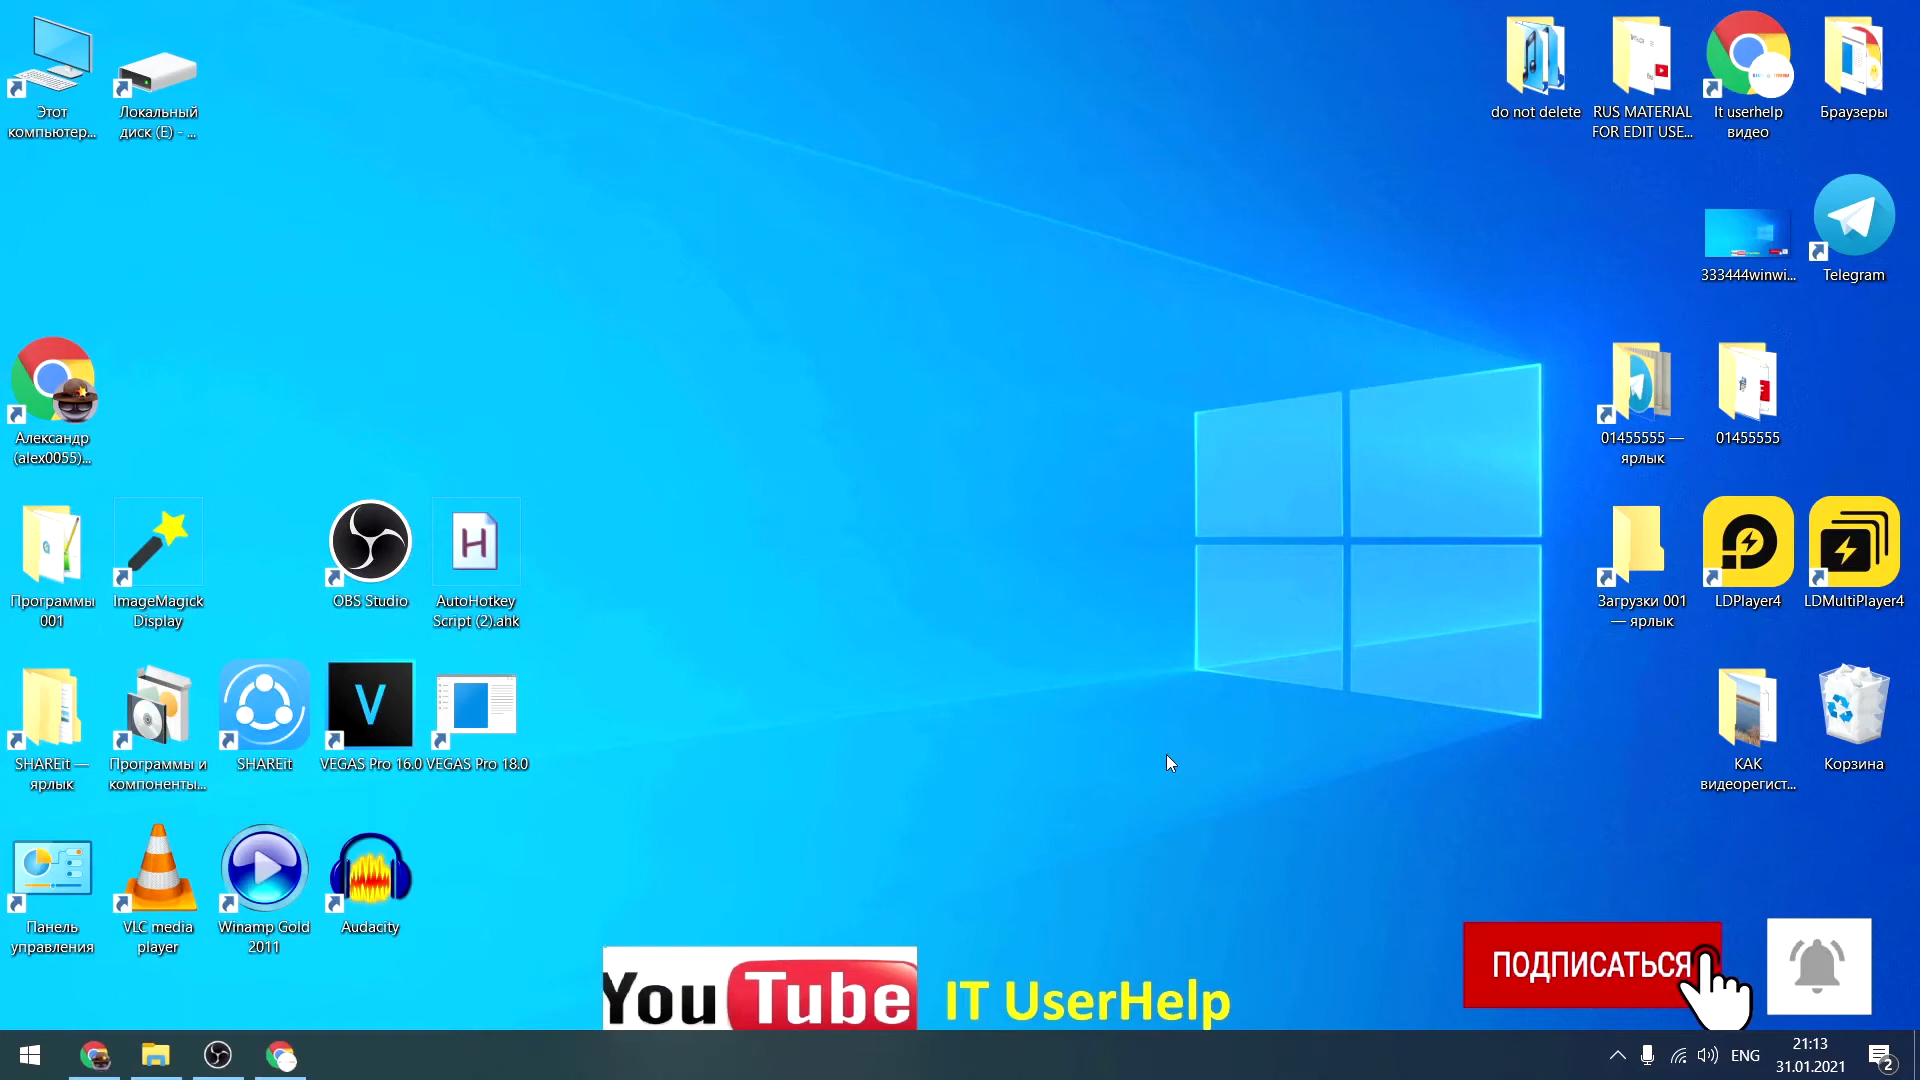 Этот
компьютер...
Локальный
диск (E) - ...
do not delete
RUS MATERIAL
FOR EDIT USE...
It userhelp
видео
Браузеры
333444winwi...
Telegram
Александр
(alex0055)...
01455555 —
ярлык
01455555
Программы
001
ImageMagick
Display
OBS Studio
H
AutoHotkey
Script (2).ahk
Загрузки 001
— ярлык
LDPlayer4
LDMultiPlayer4
SHAREit —
ярлык
Программы и
компоненты...
SHAREit
V
VEGAS Pro 16.0
VEGAS Pro 18.0
КАК
видеорегист...
Корзина
Панель
управления
VLC media
player
Winamp Gold
2011
Audacity
YouTube
IT UserHelp
ПОДПИСАТЬСЯ
ENG
21:13
31.01.2021
2